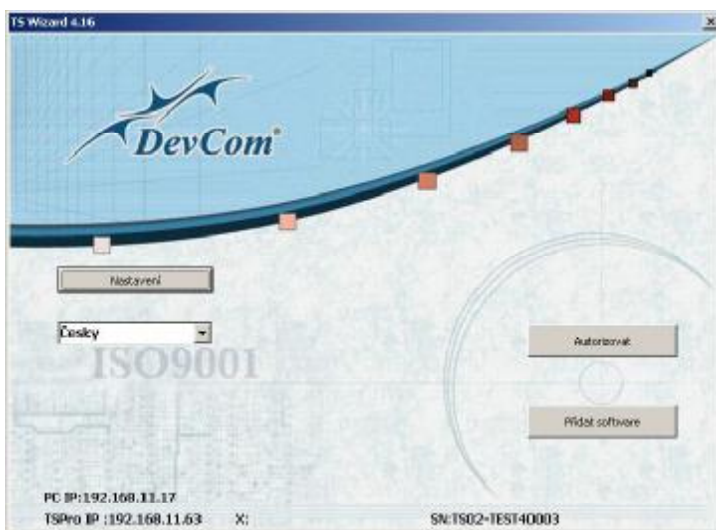 TS Wizard 4.16
DevCom®
Nastavení
Česky
ISO9001
Autorizovat
Přidat software
PC IP:192.168.11.17
TSPro IP :192.168.11.63 X: SN:TS02-TEST40003